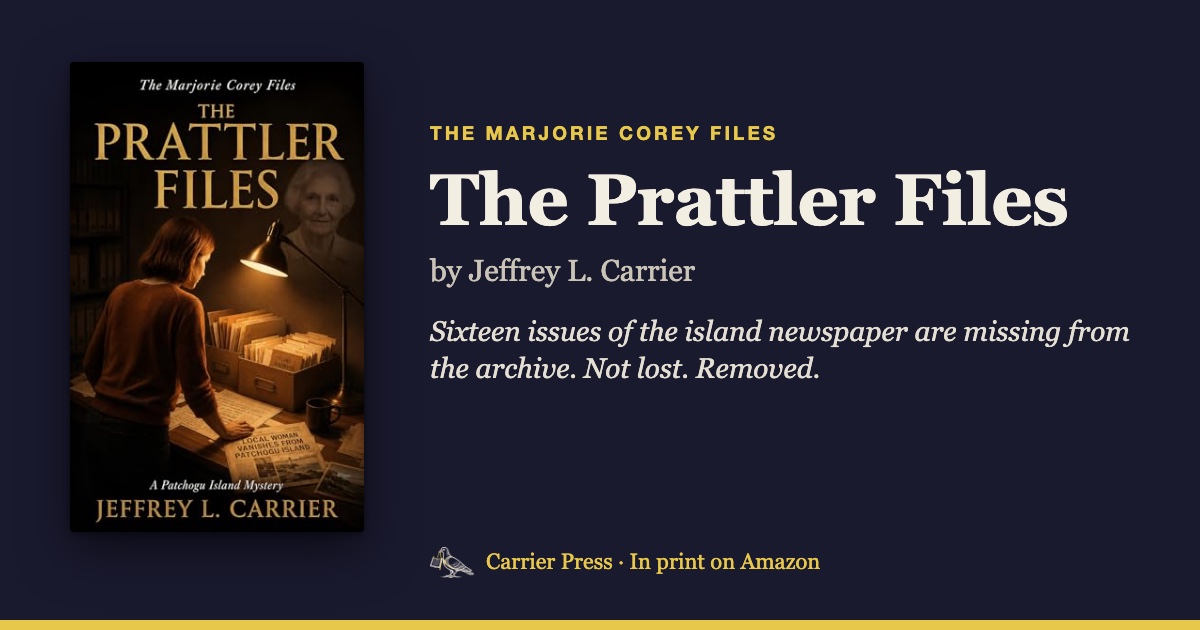 The Marjorie Corey Files
THE
PRATTLER
FILES
LOCAL WOMAN
VANISHES FROM
PATCHOGU ISLAND
A Patchogu Island Mystery
JEFFREY L. CARRIER
THE MARJORIE COREY FILES
The Prattler Files
by Jeffrey L. Carrier
Sixteen issues of the island newspaper are missing from
the archive. Not lost. Removed.
Carrier Press · In print on Amazon